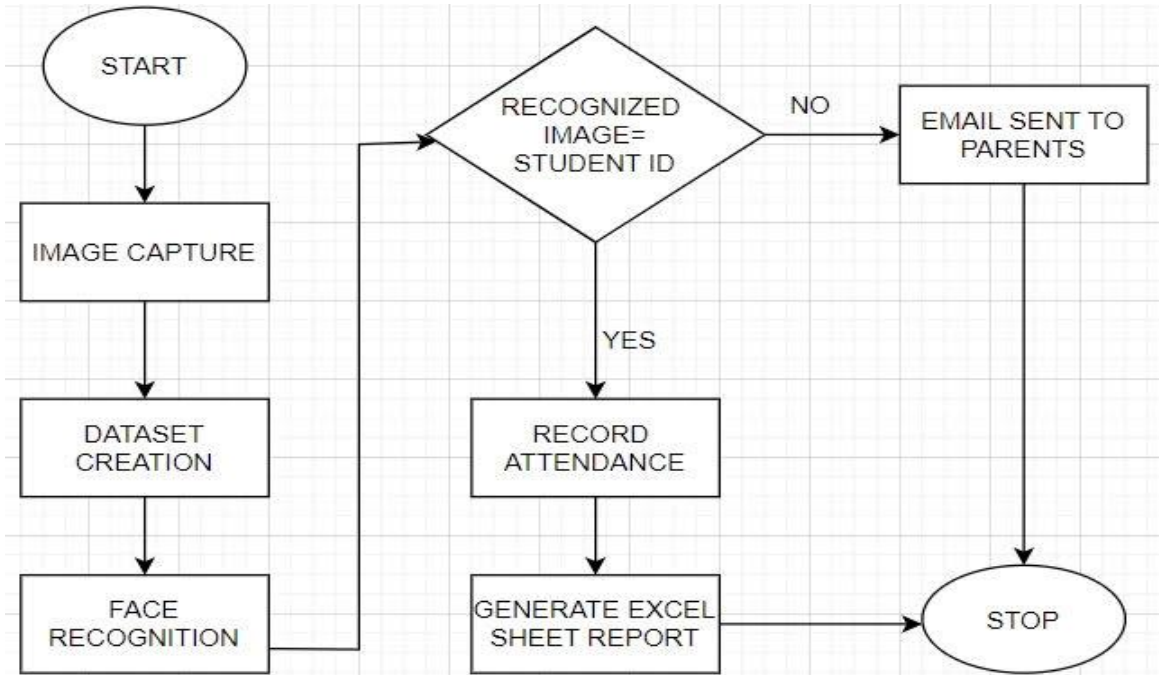 START
IMAGE CAPTURE
DATASET
CREATION
FACE
RECOGNITION
RECOGNIZED
IMAGE=
STUDENT ID
NO
EMAIL SENT TO
PARENTS
YES
RECORD
ATTENDANCE
GENERATE EXCEL
SHEET REPORT
STOP